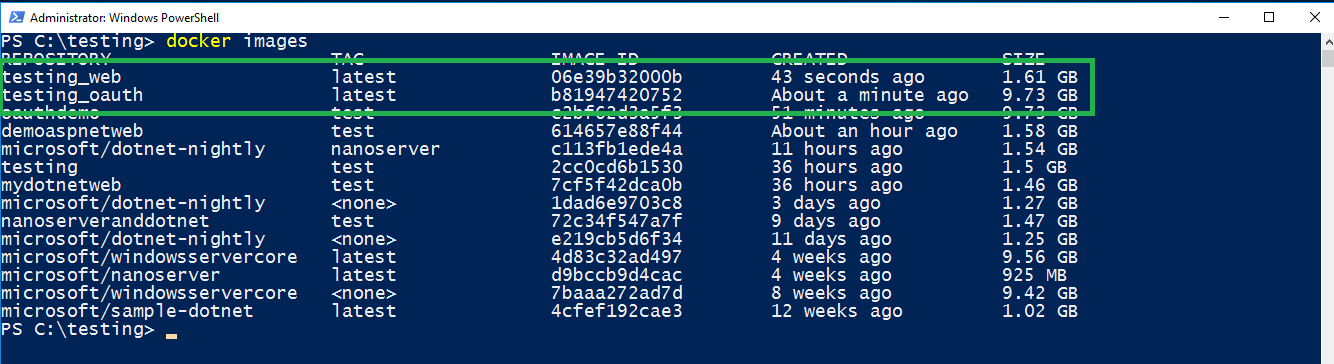 Administrator: Windows PowerShell
PS C:\testing> docker images
REPOSITORY TAG IMAGE ID CREATED SIZE
testing_web latest 06e39b32000b 43 seconds ago 1.61 GB
testing_oauth latest b81947420752 About a minute ago 9.73 GB
oauthdemo test e2bf62d3a5f3 51 minutes ago 9.73 GB
demoaspnetweb test 614657e88f44 About an hour ago 1.58 GB
microsoft/dotnet-nightly nanoserver c113fb1ede4a 11 hours ago 1.54 GB
testing test 2cc0cd6b1530 36 hours ago 1.5 GB
mydotnetweb test 7cf5f42dca0b 36 hours ago 1.46 GB
microsoft/dotnet-nightly <none> 1dad6e9703c8 3 days ago 1.27 GB
nanoserveranddotnet test 72c34f547a7f 9 days ago 1.47 GB
microsoft/dotnet-nightly <none> e219cb5d6f34 11 days ago 1.25 GB
microsoft/windowsservercore latest 4d83c32ad497 4 weeks ago 9.56 GB
microsoft/nanoserver latest d9bccb9d4cac 4 weeks ago 925 MB
microsoft/windowsservercore <none> 7baaa272ad7d 8 weeks ago 9.42 GB
microsoft/sample-dotnet latest 4cfef192cae3 12 weeks ago 1.02 GB
PS C:\testing>